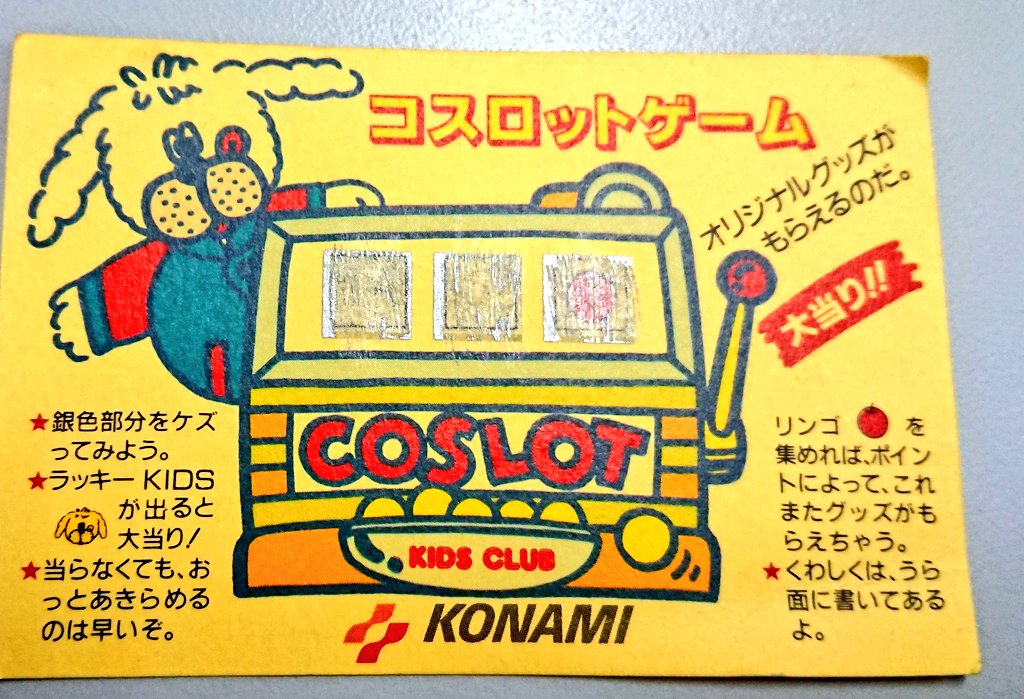 コスロットゲーム
オリジナルグッズが
もらえるのだ。
大当り!!
COSLOT
KIDS CLUB
★銀色部分をケズ
ってみよう。
★ラッキーKIDS
が出ると
大当り!
★当らなくても、お
っとあきらめる
のは早いぞ。
リンゴ を
集めれば、ポイン
トによって、これ
またグッズがも
らえちゃう。
★くわしくは、うら
面に書いてある
よ。
KONAMI